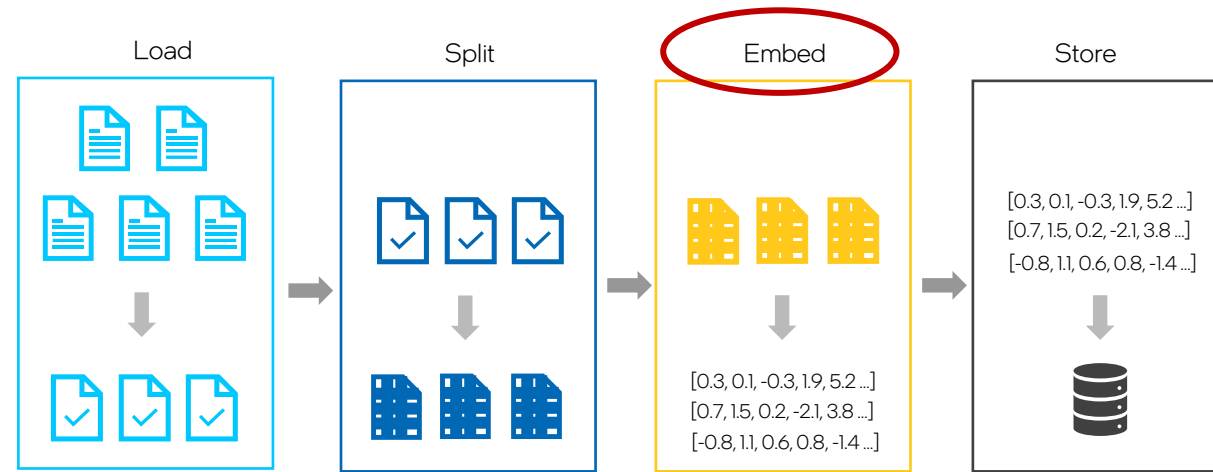 Load
Split
Embed
Store
[0.3, 0.1, -0.3, 1.9, 5.2 ...]
[0.7, 1.5, 0.2, -2.1, 3.8 ...]
[-0.8, 1.1, 0.6, 0.8, -1.4 ...]
[0.3, 0.1, -0.3, 1.9, 5.2 ...]
[0.7, 1.5, 0.2, -2.1, 3.8 ...]
[-0.8, 1.1, 0.6, 0.8, -1.4 ...]